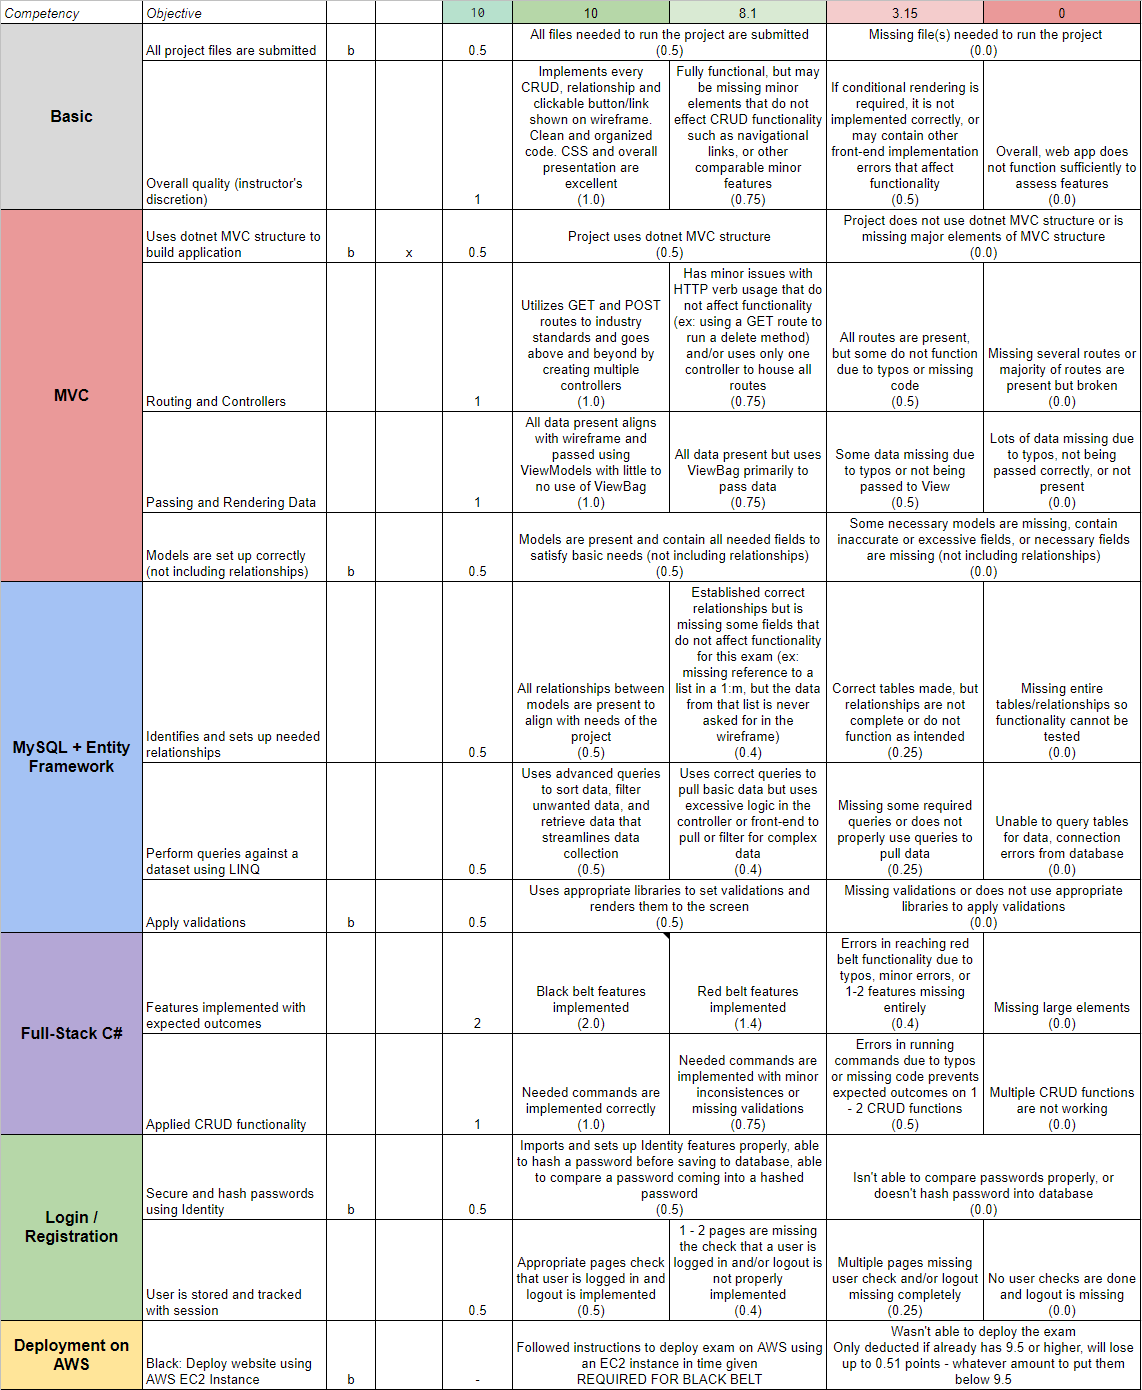 Competency Objective 10 10 8.1 3.15 0
Basic
All project files are submitted
b
0.5
All files needed to run the project are submitted
(0.5)
Missing file(s) needed to run the project
(0.0)
Overall quality (instructor's
discretion)
1
Implements every
CRUD, relationship and
clickable button/link
shown on wireframe.
Clean and organized
code. CSS and overall
presentation are
excellent
(1.0)
Fully functional, but may
be missing minor
elements that do not
effect CRUD functionality
such as navigational
links, or other
comparable minor
features
(0.75)
If conditional rendering is
required, it is not
implemented correctly, or
may contain other
front-end implementation
errors that affect
functionality
(0.5)
Overall, web app does
not function sufficiently to
assess features
(0.0)
MVC
Uses dotnet MVC structure to
build application
b
x
0.5
Project uses dotnet MVC structure
(0.5)
Project does not use dotnet MVC structure or is
missing major elements of MVC structure
(0.0)
Routing and Controllers
1
Utilizes GET and POST
routes to industry
standards and goes
above and beyond by
creating multiple
controllers
(1.0)
Has minor issues with
HTTP verb usage that do
not affect functionality
(ex: using a GET route to
run a delete method)
and/or uses only one
controller to house all
routes
(0.75)
All routes are present,
but some do not function
due to typos or missing
code
(0.5)
Missing several routes or
majority of routes are
present but broken
(0.0)
Passing and Rendering Data
1
All data present aligns
with wireframe and
passed using
ViewModels with little to
no use of ViewBag
(1.0)
All data present but uses
ViewBag primarily to
pass data
(0.75)
Some data missing due
to typos or not being
passed to View
(0.5)
Lots of data missing due
to typos, not being
passed correctly, or not
present
(0.0)
Models are set up correctly
(not including relationships)
b
0.5
Models are present and contain all needed fields to
satisfy basic needs (not including relationships)
(0.5)
Some necessary models are missing, contain
inaccurate or excessive fields, or necessary fields
are missing (not including relationships)
(0.0)
MySQL + Entity
Framework
Identifies and sets up needed
relationships
0.5
All relationships between
models are present to
align with needs of the
project
(0.5)
Established correct
relationships but is
missing some fields that
do not affect functionality
for this exam (ex:
missing reference to a
list in a 1:m, but the data
from that list is never
asked for in the
wireframe)
(0.4)
Correct tables made, but
relationships are not
complete or do not
function as intended
(0.25)
Missing entire
tables/relationships so
functionality cannot be
tested
(0.0)
Perform queries against a
dataset using LINQ
0.5
Uses advanced queries
to sort data, filter
unwanted data, and
retrieve data that
streamlines data
collection
(0.5)
Uses correct queries to
pull basic data but uses
excessive logic in the
controller or front-end to
pull or filter for complex
data
(0.4)
Missing some required
queries or does not
properly use queries to
pull data
(0.25)
Unable to query tables
for data, connection
errors from database
(0.0)
Apply validations
b
0.5
Uses appropriate libraries to set validations and
renders them to the screen
(0.5)
Missing validations or does not use appropriate
libraries to apply validations
(0.0)
Full-Stack C#
Features implemented with
expected outcomes
2
Black belt features
implemented
(2.0)
Red belt features
implemented
(1.4)
Errors in reaching red
belt functionality due to
typos, minor errors, or
1-2 features missing
entirely
(0.4)
Missing large elements
(0.0)
Applied CRUD functionality
1
Needed commands are
implemented correctly
(1.0)
Needed commands are
implemented with minor
inconsistences or
missing validations
(0.75)
Errors in running
commands due to typos
or missing code prevents
expected outcomes on 1
- 2 CRUD functions
(0.5)
Multiple CRUD functions
are not working
(0.0)
Login /
Registration
Secure and hash passwords
using Identity
b
0.5
Imports and sets up Identity features properly, able
to hash a password before saving to database, able
to compare a password coming into a hashed
password
(0.5)
Isn't able to compare passwords properly, or
doesn't hash password into database
(0.0)
User is stored and tracked
with session
0.5
Appropriate pages check
that user is logged in and
logout is implemented
(0.5)
1 - 2 pages are missing
the check that a user is
logged in and/or logout is
not properly
implemented
(0.4)
Multiple pages missing
user check and/or logout
missing completely
(0.25)
No user checks are done
and logout is missing
(0.0)
Deployment on
AWS
Black: Deploy website using
AWS EC2 Instance
b
-
Followed instructions to deploy exam on AWS using
an EC2 instance in time given
REQUIRED FOR BLACK BELT
Wasn't able to deploy the exam
Only deducted if already has 9.5 or higher, will lose
up to 0.51 points - whatever amount to put them
below 9.5